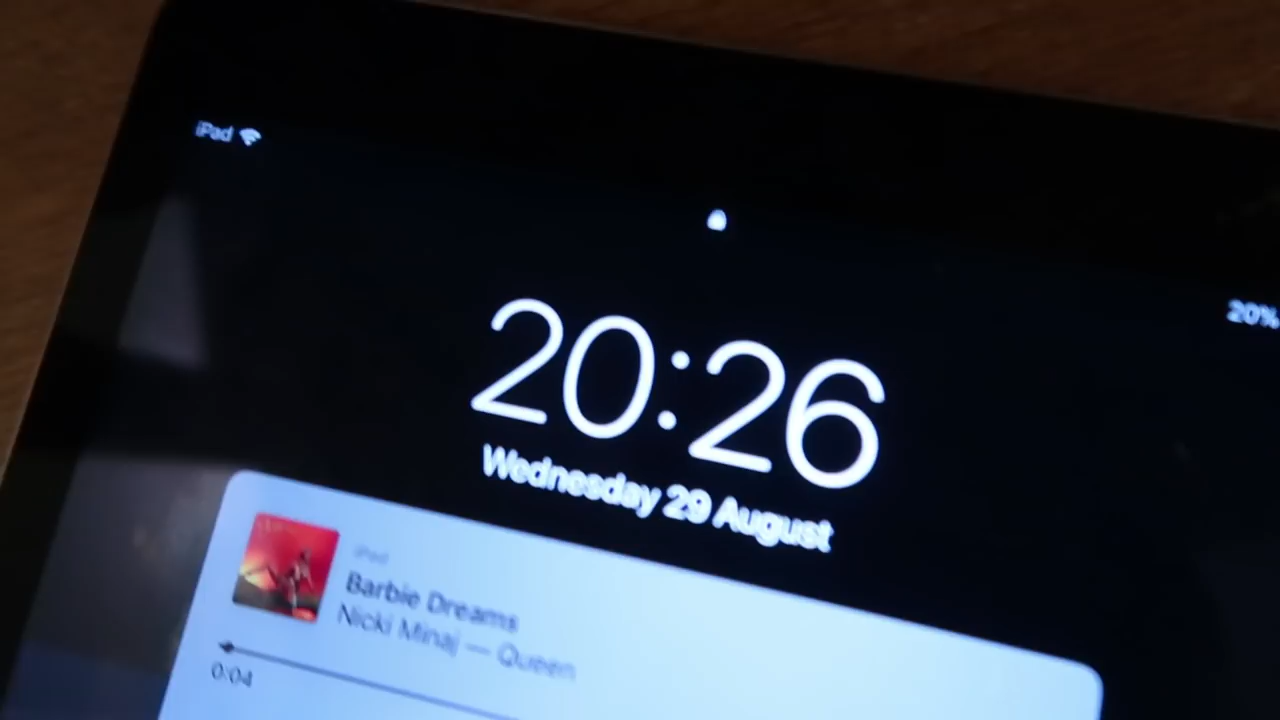 iPad
20%
20:26
Wednesday 29 August
iPad
Barbie Dreams
Nicki Minaj — Queen
0:04